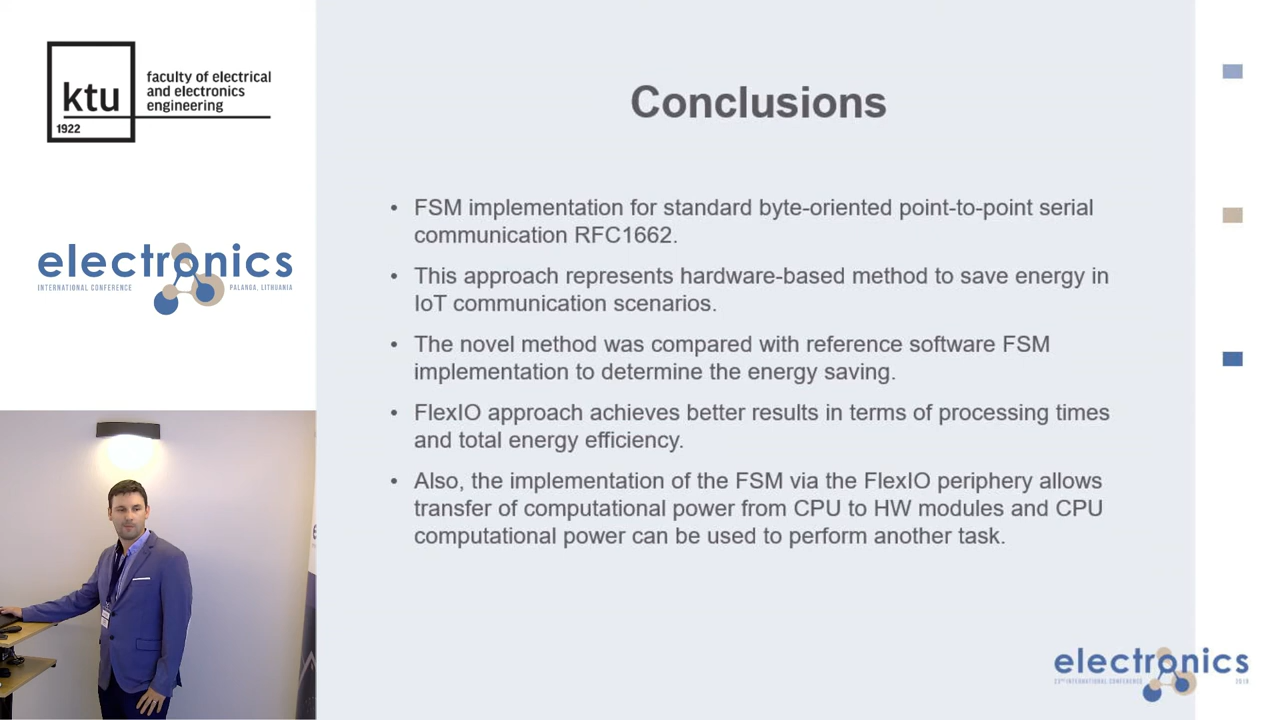 ktu
1922
faculty of electrical
and electronics
engineering
electronics
INTERNATIONAL CONFERENCE
PALANGA, LITHUANIA
Conclusions
• FSM implementation for standard byte-oriented point-to-point serial
communication RFC1662.
• This approach represents hardware-based method to save energy in
IoT communication scenarios.
• The novel method was compared with reference software FSM
implementation to determine the energy saving.
• FlexIO approach achieves better results in terms of processing times
and total energy efficiency.
• Also, the implementation of the FSM via the FlexIO periphery allows
transfer of computational power from CPU to HW modules and CPU
computational power can be used to perform another task.
electronics
INTERNATIONAL CONFERENCE